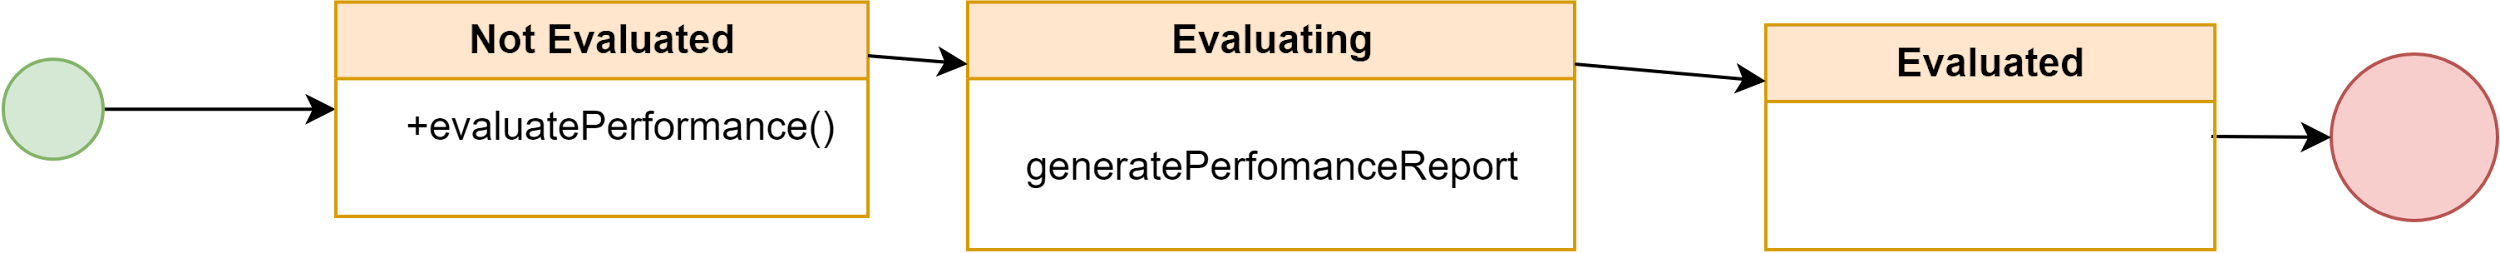 Not Evaluated
+evaluatePerformance()
Evaluating
generatePerfomanceReport
Evaluated